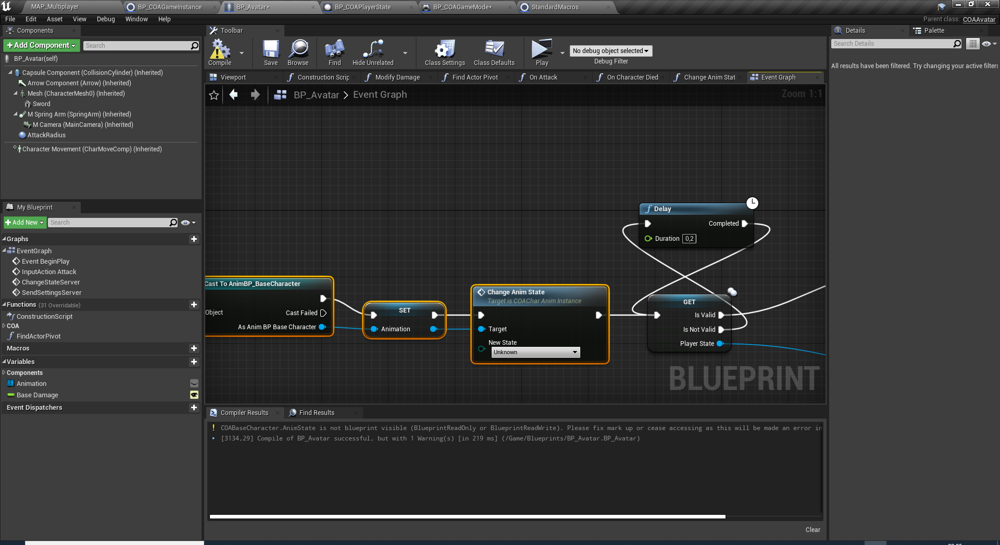 MAP_Multiplayer
BP_COAGameInstance
BP_Avatar*
BP_COAPlayerState
BP_COAGameMode*
StandardMacros
File Edit Asset View Debug Window Help
Parent class: COAAvatar
Components
Toolbar
Details
Palette
Add Component
Search
Compile
Save
Browse
Find
Hide Unrelated
Class Settings
Class Defaults
Play
No debug object selected
Debug Filter
Search Details
All results have been filtered. Try changing your active filters
BP_Avatar(self)
Capsule Component (CollisionCylinder) (Inherited)
Arrow Component (Arrow) (Inherited)
Mesh (CharacterMesh0) (Inherited)
Sword
M Spring Arm (SpringArm) (Inherited)
M Camera (MainCamera) (Inherited)
AttackRadius
Character Movement (CharMoveComp) (Inherited)
Viewport
Construction Scrip
Modify Damage
Find Actor Pivot
On Attack
On Character Died
Change Anim Stat
Event Graph
BP_Avatar > Event Graph
Zoom 1:1
My Blueprint
Add New
Search
Graphs
EventGraph
Event BeginPlay
InputAction Attack
ChangeStateServer
SendSettingsServer
Functions (31 Overridable)
ConstructionScript
COA
FindActorPivot
Macros
Variables
Components
Animation
Base Damage
Event Dispatchers
Delay
Completed
Duration 0,2
Cast To AnimBP_BaseCharacter
Object
Cast Failed
As Anim BP Base Character
SET
Animation
Change Anim State
Target is COAChar Anim Instance
Target
New State
Unknown
GET
Is Valid
Is Not Valid
Player State
BLUEPRINT
Compiler Results
Find Results
COABaseCharacter.AnimState is not blueprint visible (BlueprintReadOnly or BlueprintReadWrite). Please fix mark up or cease accessing as this will be made an error in
[3134,29] Compile of BP_Avatar successful, but with 1 Warning(s) [in 219 ms] (/Game/Blueprints/BP_Avatar.BP_Avatar)
Clear